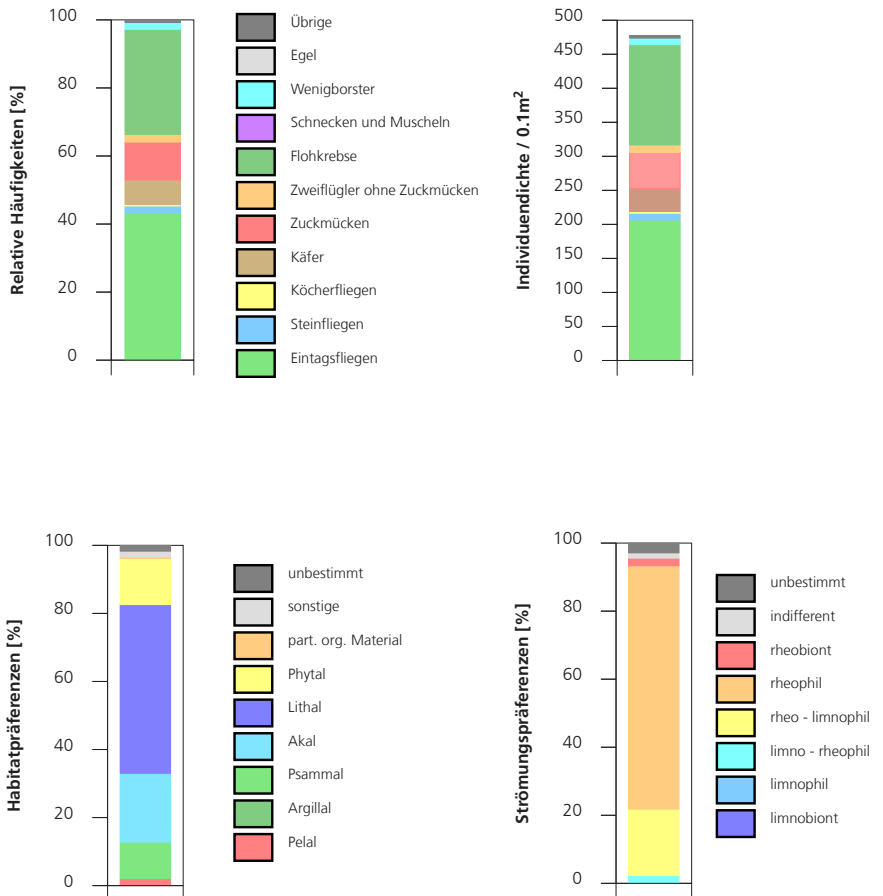 Relative Häufigkeiten [%]
100
80
60
40
20
0
Übrige
Egel
Wenigborster
Schnecken und Muscheln
Flohkrebse
Zweiflügler ohne Zuckmücken
Zuckmücken
Käfer
Köcherfliegen
Steinfliegen
Eintagsfliegen
Individuendichte / 0.1m²
500
450
400
350
300
250
200
150
100
50
0
Habitatpräferenzen [%]
100
80
60
40
20
0
unbestimmt
sonstige
part. org. Material
Phytal
Lithal
Akal
Psammal
Argillal
Pelal
Strömungspräferenzen [%]
100
80
60
40
20
0
unbestimmt
indifferent
rheobiont
rheophil
rheo - limnophil
limno - rheophil
limnophil
limnobiont